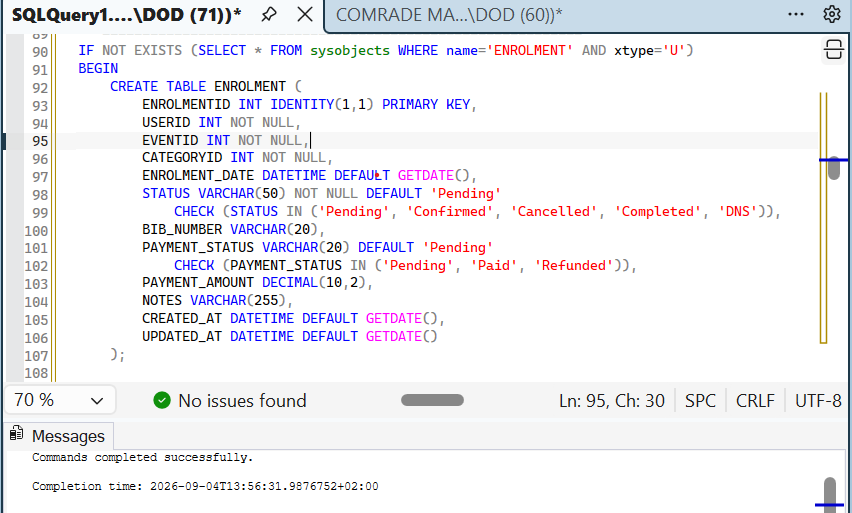 SQLQuery1....\DOD (71))*
COMRADE MA...\DOD (60))*
89
90 IF NOT EXISTS (SELECT * FROM sysobjects WHERE name='ENROLMENT' AND xtype='U')
91 BEGIN
92 CREATE TABLE ENROLMENT (
93 ENROLMENTID INT IDENTITY(1,1) PRIMARY KEY,
94 USERID INT NOT NULL,
95 EVENTID INT NOT NULL,
96 CATEGORYID INT NOT NULL,
97 ENROLMENT_DATE DATETIME DEFAULT GETDATE(),
98 STATUS VARCHAR(50) NOT NULL DEFAULT 'Pending'
99 CHECK (STATUS IN ('Pending', 'Confirmed', 'Cancelled', 'Completed', 'DNS')),
100 BIB_NUMBER VARCHAR(20),
101 PAYMENT_STATUS VARCHAR(20) DEFAULT 'Pending'
102 CHECK (PAYMENT_STATUS IN ('Pending', 'Paid', 'Refunded')),
103 PAYMENT_AMOUNT DECIMAL(10,2),
104 NOTES VARCHAR(255),
105 CREATED_AT DATETIME DEFAULT GETDATE(),
106 UPDATED_AT DATETIME DEFAULT GETDATE()
107 );
108
70 % No issues found Ln: 95, Ch: 30 SPC CRLF UTF-8
Messages
Commands completed successfully.
Completion time: 2026-09-04T13:56:31.9876752+02:00